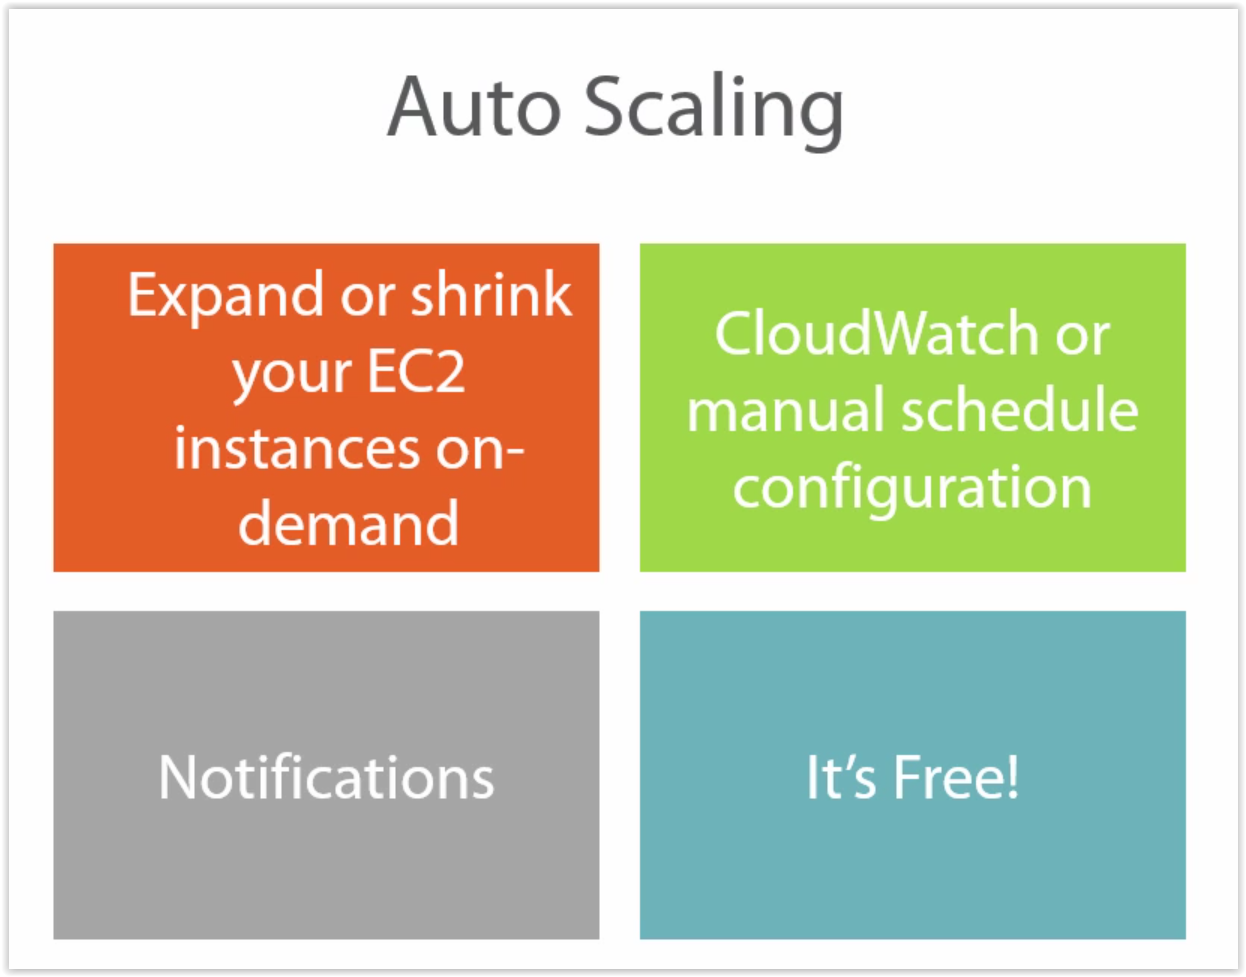 Auto Scaling
Expand or shrink
your EC2
instances on-
demand
CloudWatch or
manual schedule
configuration
Notifications
It’s Free!